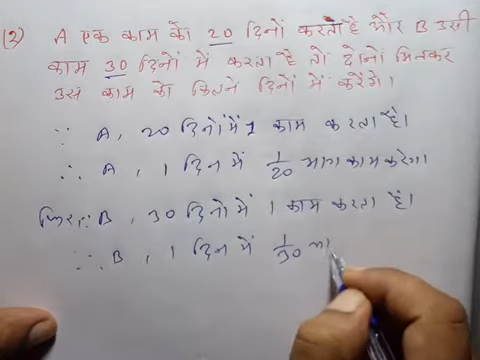 (2) A एक काम को 20 दिनों करता है और B उसी
काम 30 दिनों में करता है तो दोनों मिलकर
उस काम को कितने दिनों में करेंगे।
∵ A, 20 दिनों में 1 काम करता है।
∴ A, 1 दिन में 1/20 भाग काम करेगा।
फिर ∵ B, 30 दिनों में 1 काम करता है।
∴ B, 1 दिन में 1/30